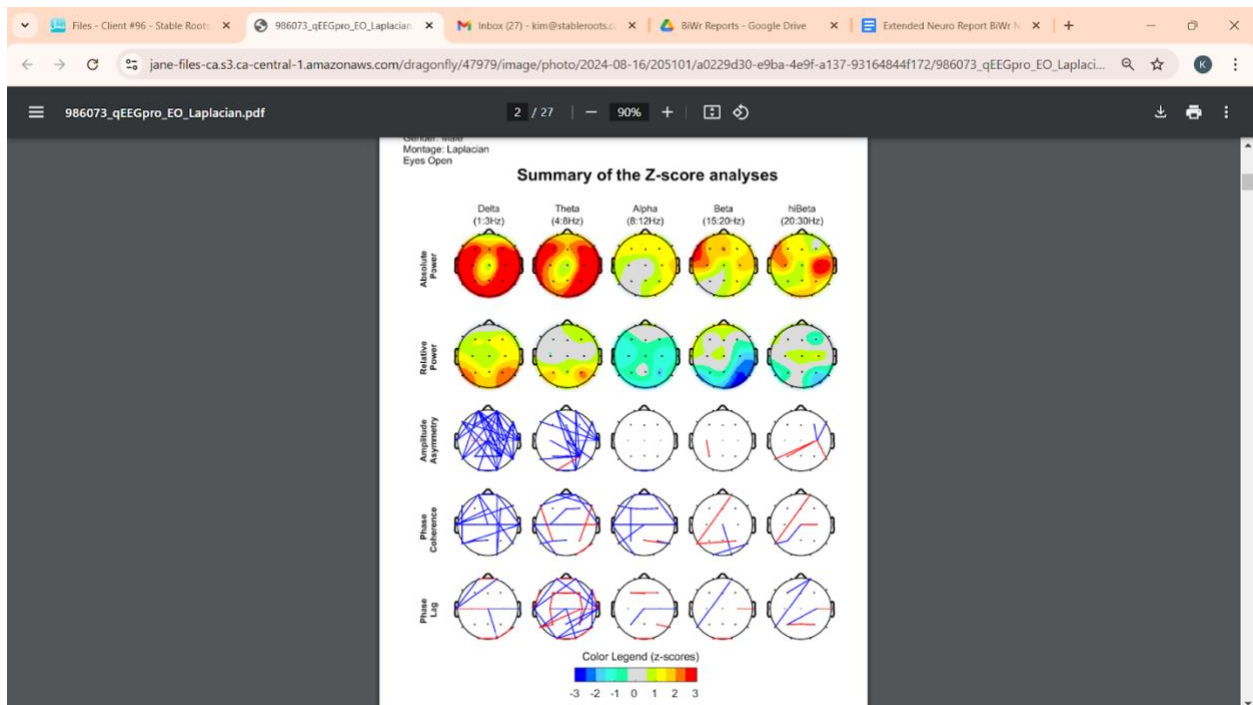 Files - Client #96 - Stable Roots
986073_qEEGpro_EO_Laplacian.
Inbox (27) - kim@stableroots.c
BiWr Reports - Google Drive
Extended Neuro Report BiWr N
jane-files-ca.s3.ca-central-1.amazonaws.com/dragonfly/47979/image/photo/2024-08-16/205101/a0229d30-e9ba-4e9f-a137-93164844f172/986073_qEEGpro_EO_Laplaci...
K
986073_qEEGpro_EO_Laplacian.pdf
2 / 27
90%
Gender: Male
Montage: Laplacian
Eyes Open
Summary of the Z-score analyses
Delta
(1:3Hz)
Theta
(4:8Hz)
Alpha
(8:12Hz)
Beta
(15:20Hz)
hiBeta
(20:30Hz)
Absolute
Power
Relative
Power
Amplitude
Asymmetry
Phase
Coherence
Phase
Lag
Color Legend (z-scores)
-3 -2 -1 0 1 2 3